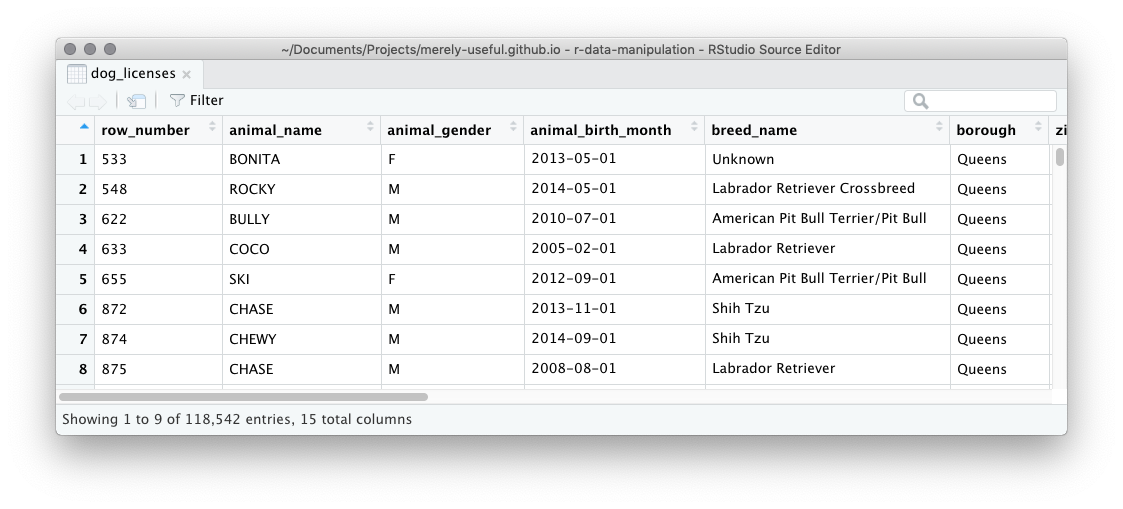 ~/Documents/Projects/merely-useful.github.io - r-data-manipulation - RStudio Source Editor
dog_licenses
Filter
row_number animal_name animal_gender animal_birth_month breed_name borough zi
1 533 BONITA F 2013-05-01 Unknown Queens
2 548 ROCKY M 2014-05-01 Labrador Retriever Crossbreed Queens
3 622 BULLY M 2010-07-01 American Pit Bull Terrier/Pit Bull Queens
4 633 COCO M 2005-02-01 Labrador Retriever Queens
5 655 SKI F 2012-09-01 American Pit Bull Terrier/Pit Bull Queens
6 872 CHASE M 2013-11-01 Shih Tzu Queens
7 874 CHEWY M 2014-09-01 Shih Tzu Queens
8 875 CHASE M 2008-08-01 Labrador Retriever Queens
Showing 1 to 9 of 118,542 entries, 15 total columns